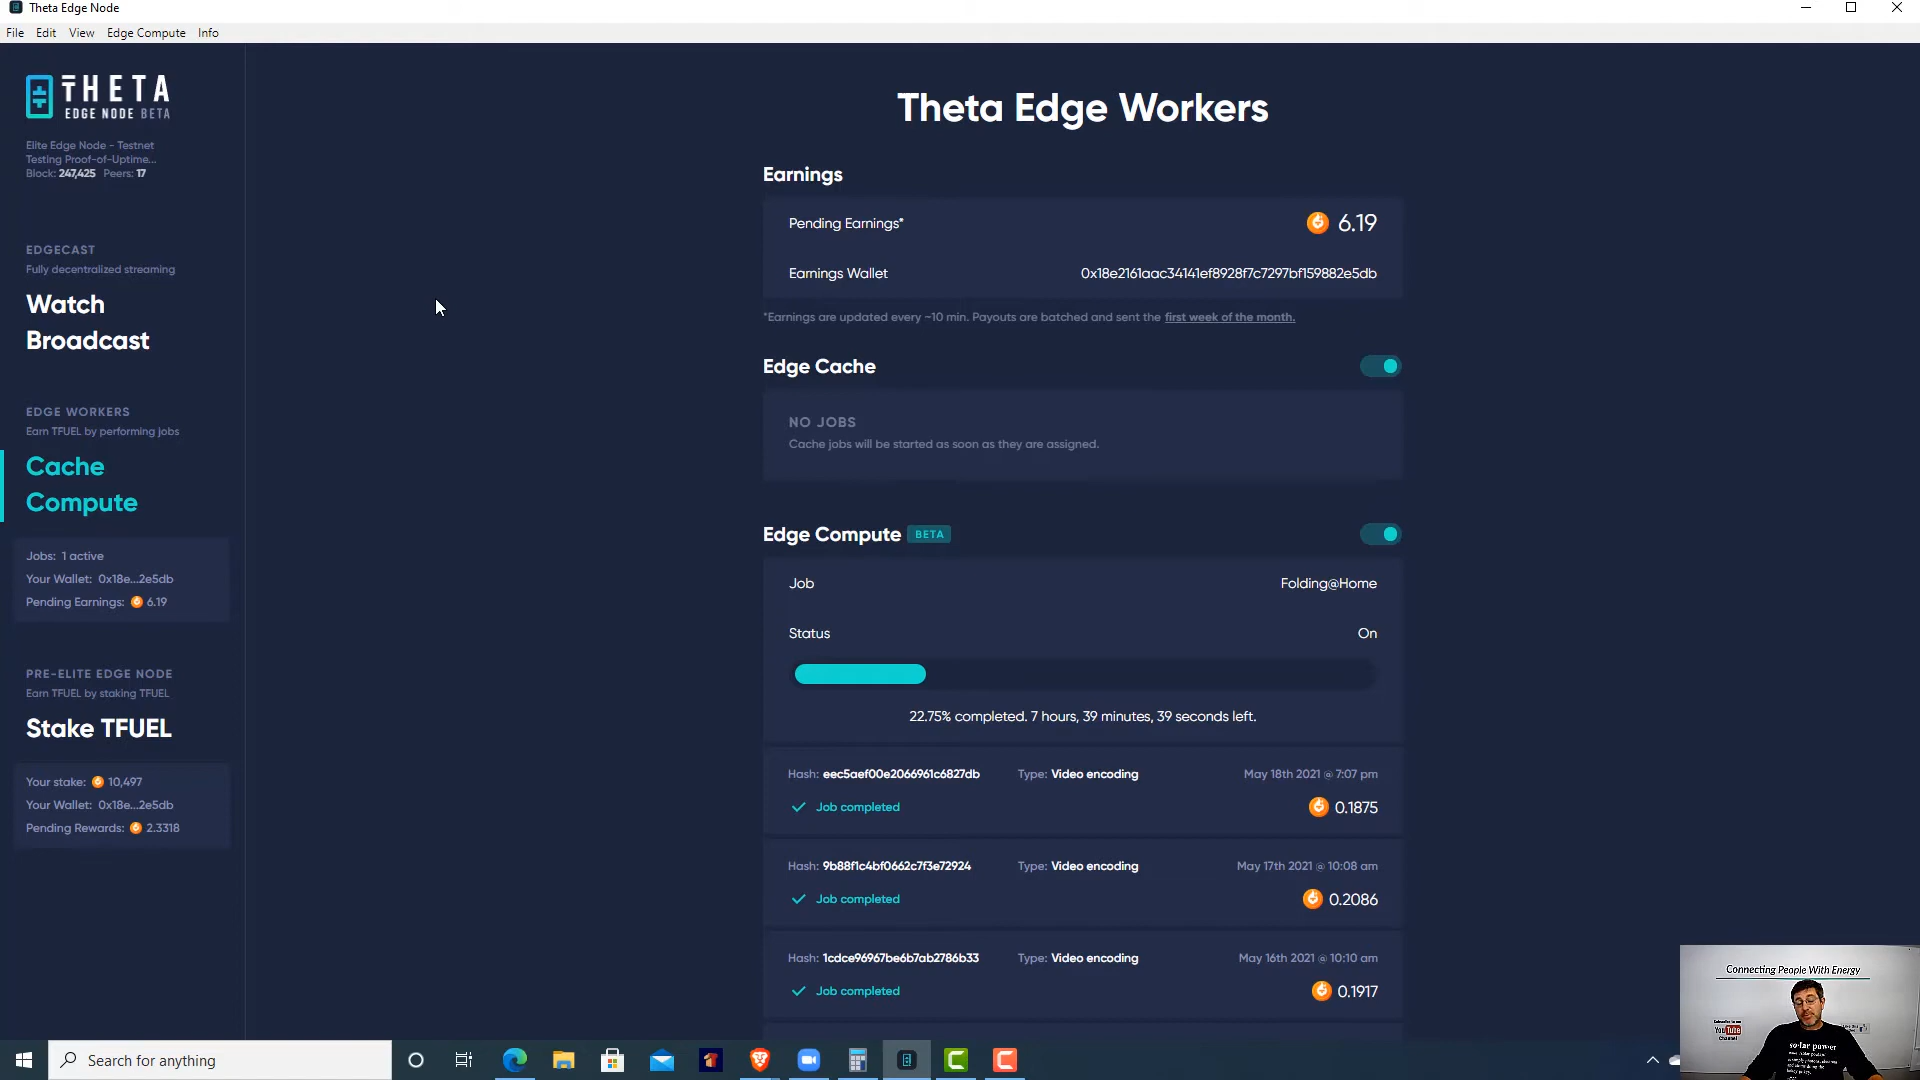 Theta Edge Node
File Edit View Edge Compute Info
THETA
EDGE NODE BETA
Elite Edge Node - Testnet
Testing Proof-of-Uptime...
Block: 247,425 Peers: 17
EDGECAST
Fully decentralized streaming
Watch
Broadcast
EDGE WORKERS
Earn TFUEL by performing jobs
Cache
Compute
Jobs: 1 active
Your Wallet: 0x18e...2e5db
Pending Earnings: 6.19
PRE-ELITE EDGE NODE
Earn TFUEL by staking TFUEL
Stake TFUEL
Your stake: 10,497
Your Wallet: 0x18e...2e5db
Pending Rewards: 2.3318
Theta Edge Workers
Earnings
Pending Earnings* 6.19
Earnings Wallet 0x18e2161aac34141ef8928f7c7297bf159882e5db
*Earnings are updated every ~10 min. Payouts are batched and sent the first week of the month.
Edge Cache
NO JOBS
Cache jobs will be started as soon as they are assigned.
Edge Compute BETA
Job Folding@Home
Status On
22.75% completed. 7 hours, 39 minutes, 39 seconds left.
Hash: eec5aef00e2066961c6827db Type: Video encoding May 18th 2021 @ 7:07 pm
Job completed 0.1875
Hash: 9b88f1c4bf0662c7f3e72924 Type: Video encoding May 17th 2021 @ 10:08 am
Job completed 0.2086
Hash: 1cdce96967be6b7ab2786b33 Type: Video encoding May 16th 2021 @ 10:10 am
Job completed 0.1917
Connecting People With Energy
YouTube
Channel
solar power
Search for anything